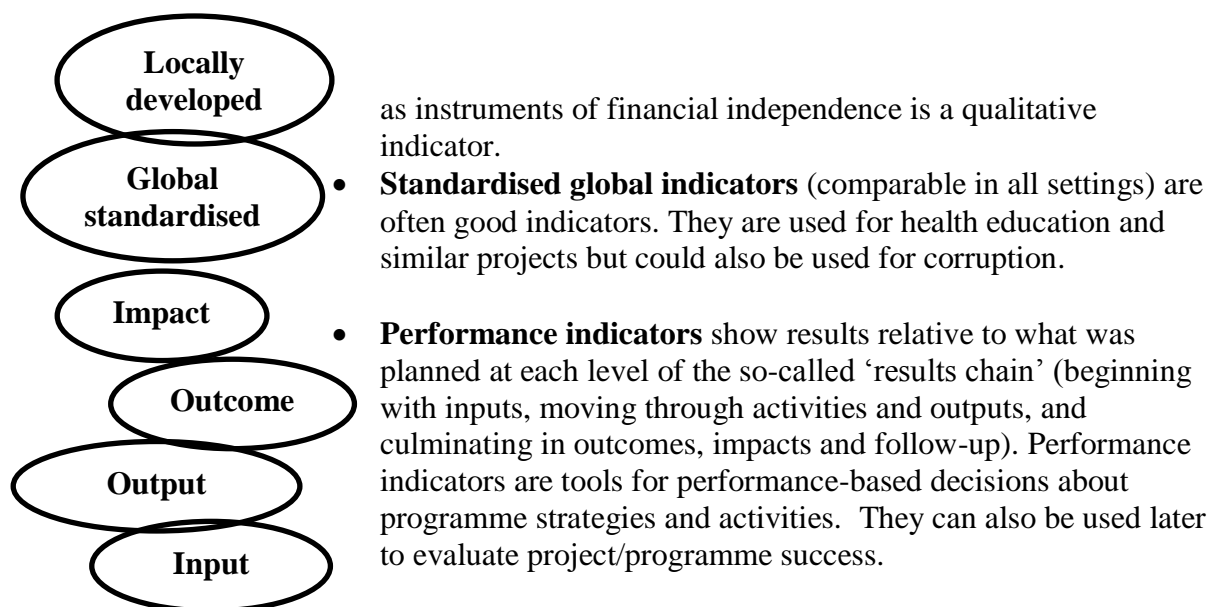 Locally
developed
Global
standardised
Impact
Outcome
Output
Input
as instruments of financial independence is a qualitative
indicator.
• Standardised global indicators (comparable in all settings) are
often good indicators. They are used for health education and
similar projects but could also be used for corruption.
• Performance indicators show results relative to what was
planned at each level of the so-called ‘results chain’ (beginning
with inputs, moving through activities and outputs, and
culminating in outcomes, impacts and follow-up). Performance
indicators are tools for performance-based decisions about
programme strategies and activities.  They can also be used later
to evaluate project/programme success.